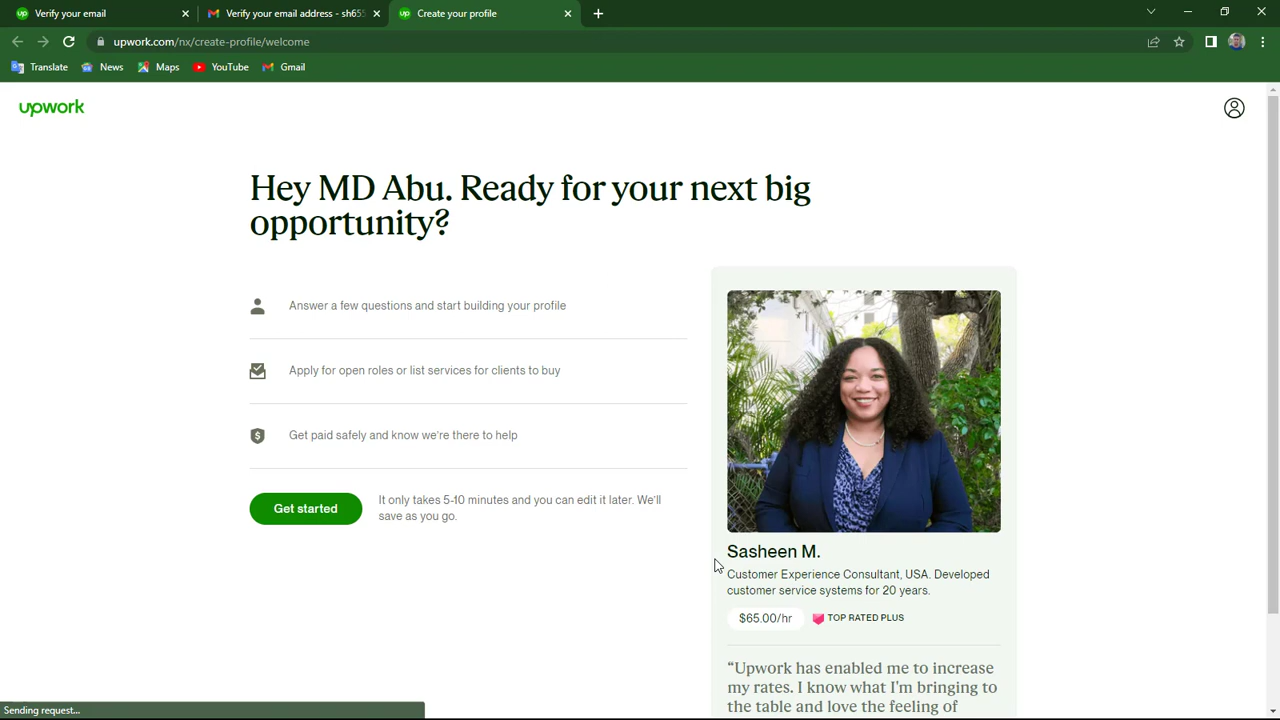 Verify your email
Verify your email address - sh655
Create your profile
upwork.com/nx/create-profile/welcome
Translate
News
Maps
YouTube
Gmail
upwork
Hey MD Abu. Ready for your next big
opportunity?
Answer a few questions and start building your profile
Apply for open roles or list services for clients to buy
Get paid safely and know we're there to help
Get started
It only takes 5-10 minutes and you can edit it later. We'll
save as you go.
Sasheen M.
Customer Experience Consultant, USA. Developed
customer service systems for 20 years.
$65.00/hr
TOP RATED PLUS
“Upwork has enabled me to increase
my rates. I know what I'm bringing to
the table and love the feeling of
Sending request...